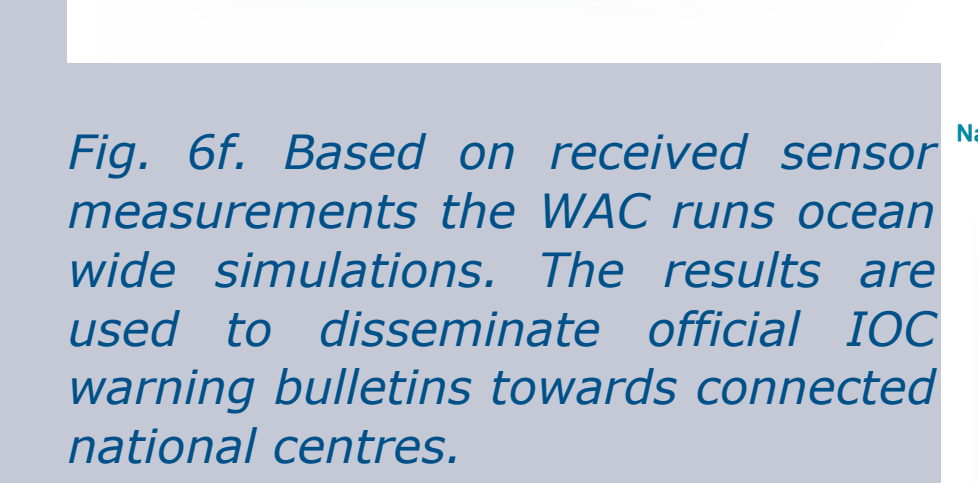 Fig. 6f. Based on received sensor
measurements the WAC runs ocean
wide simulations. The results are
used to disseminate official IOC
warning bulletins towards connected
national centres.